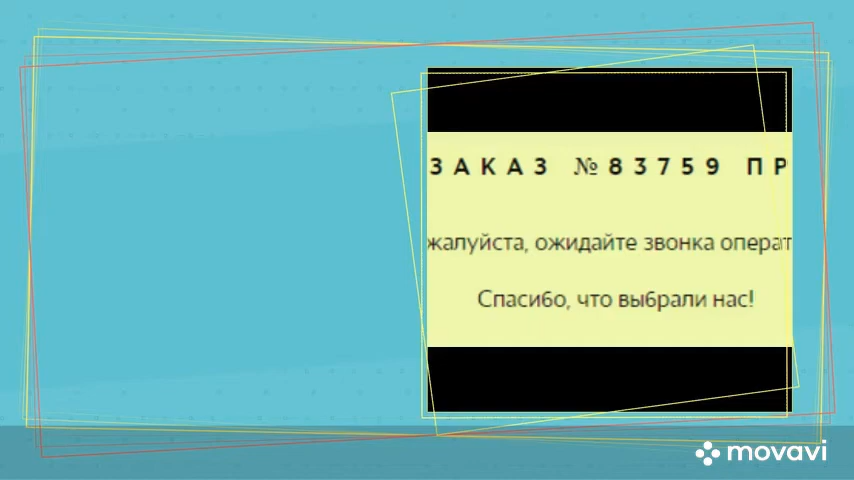 ЗАКАЗ №83759 ПР
жалуйста, ожидайте звонка операт
Спасибо, что выбрали нас!
movavi